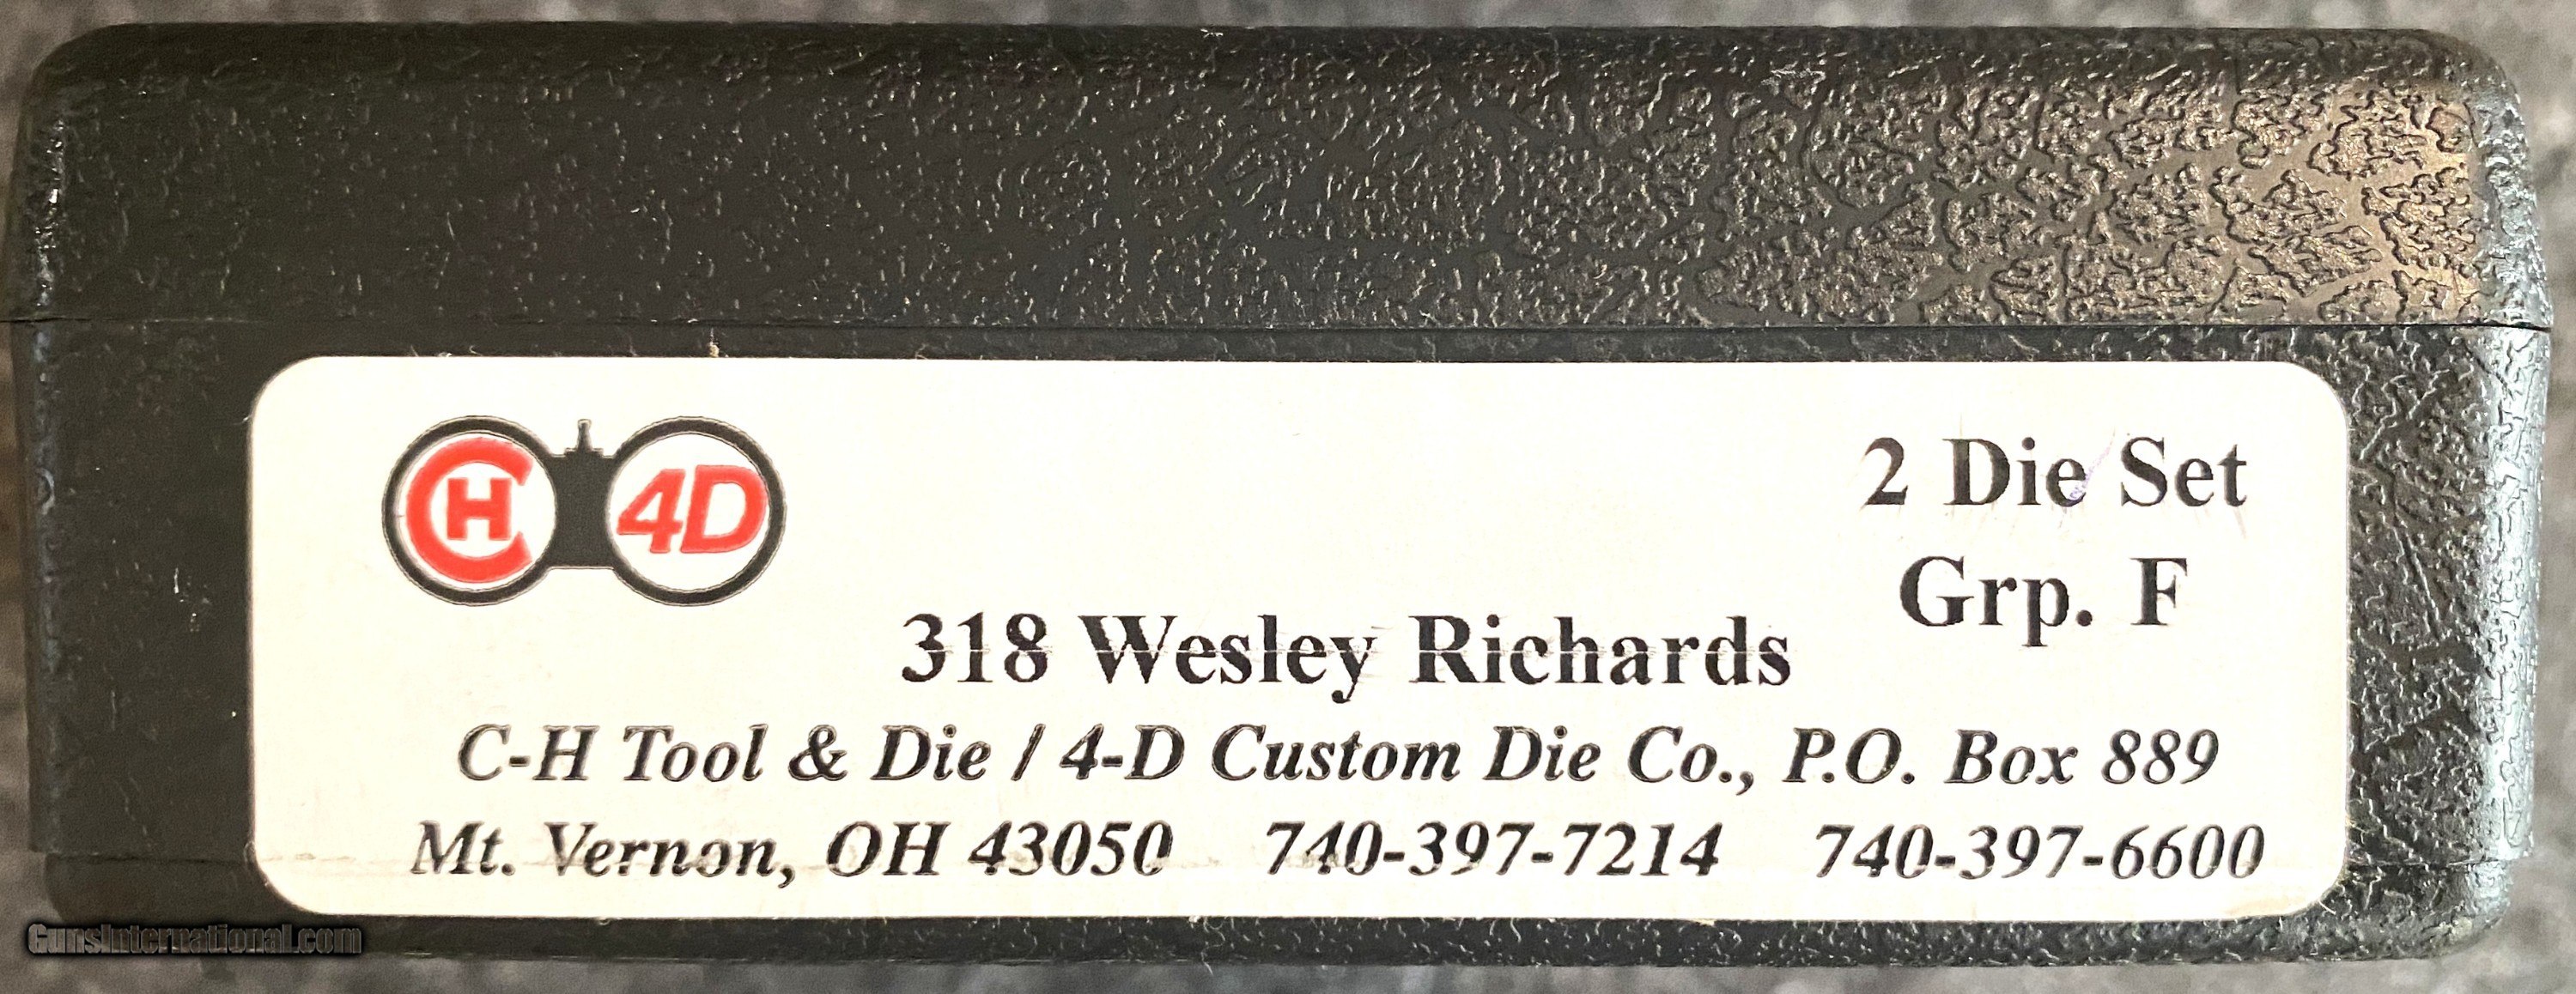 CH 4D
2 Die Set
Grp. F
318 Wesley Richards
C-H Tool & Die / 4-D Custom Die Co., P.O. Box 889
Mt. Vernon, OH 43050 740-397-7214 740-397-6600
GunsInternational.com